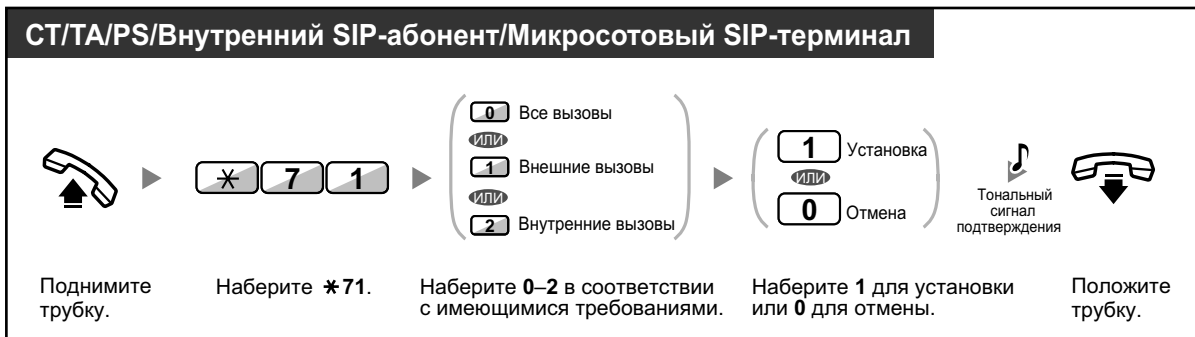 CT/TA/PS/Внутренний SIP-абонент/Микросотовый SIP-терминал
0 Все вызовы
ИЛИ
1 Внешние вызовы
ИЛИ
2 Внутренние вызовы
* 7 1
1 Установка
ИЛИ
0 Отмена
Тональный
сигнал
подтверждения
Поднимите
трубку.
Наберите *71.
Наберите 0–2 в соответствии
с имеющимися требованиями.
Наберите 1 для установки
или 0 для отмены.
Положите
трубку.